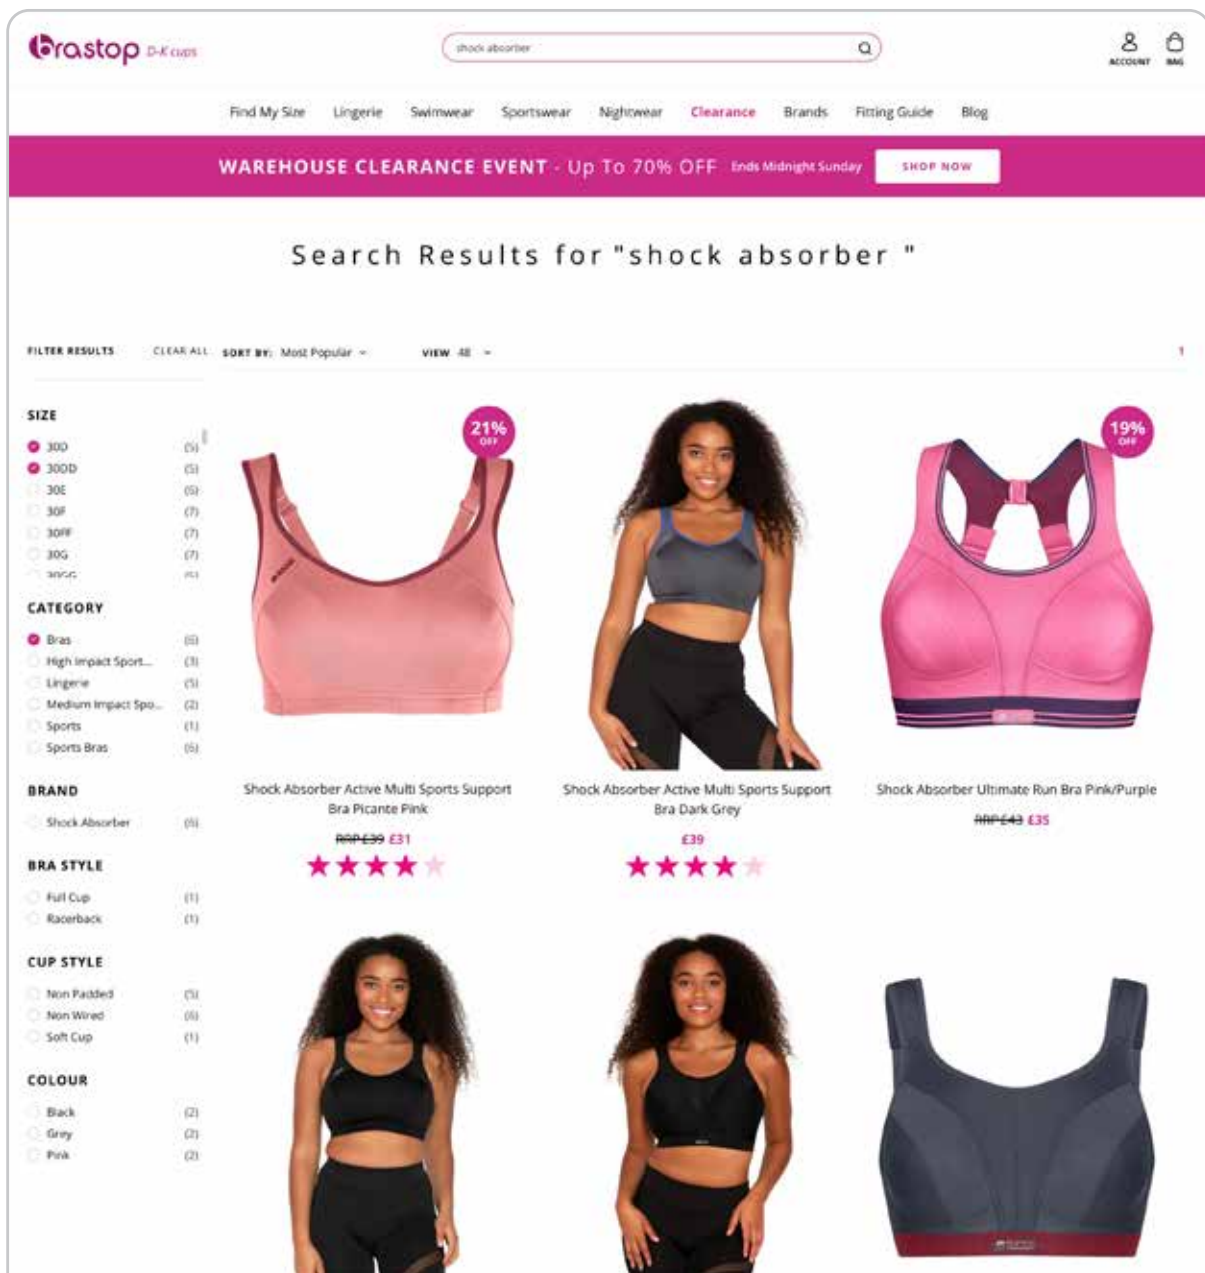 brastop D-K cups
shock absorber
ACCOUNT
BAG
Find My Size Lingerie Swimwear Sportswear Nightwear Clearance Brands Fitting Guide Blog
WAREHOUSE CLEARANCE EVENT - Up To 70% OFF Ends Midnight Sunday SHOP NOW
Search Results for "shock absorber "
FILTER RESULTS CLEAR ALL SORT BY: Most Popular VIEW 48 1
SIZE
30D (5)
30DD (5)
30E (6)
30F (7)
30FF (7)
30G (7)
30GG (5)
CATEGORY
Bras (6)
High Impact Sport... (3)
Lingerie (5)
Medium Impact Spo... (2)
Sports (1)
Sports Bras (6)
BRAND
Shock Absorber (6)
BRA STYLE
Full Cup (1)
Racerback (1)
CUP STYLE
Non Padded (5)
Non Wired (6)
Soft Cup (1)
COLOUR
Black (2)
Grey (2)
Pink (2)
21%
OFF
19%
OFF
Shock Absorber Active Multi Sports Support
Bra Picante Pink
RRP £39 £31
Shock Absorber Active Multi Sports Support
Bra Dark Grey
£39
Shock Absorber Ultimate Run Bra Pink/Purple
RRP £43 £35